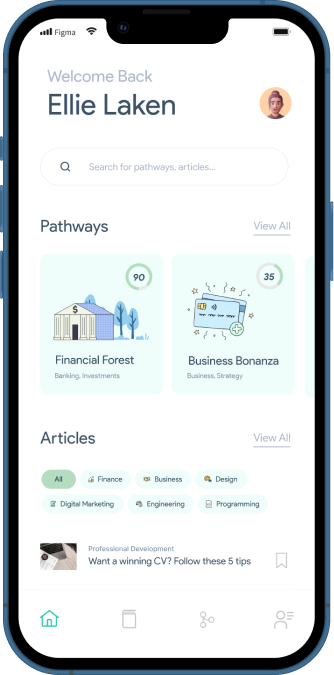 Figma
Welcome Back
Ellie Laken
Search for pathways, articles...
Pathways
View All
90
35
$
Financial Forest
Business Bonanza
Banking, Investments
Business, Strategy
Articles
View All
All
Finance
Business
Design
Digital Marketing
Engineering
Programming
Professional Development
Want a winning CV? Follow these 5 tips